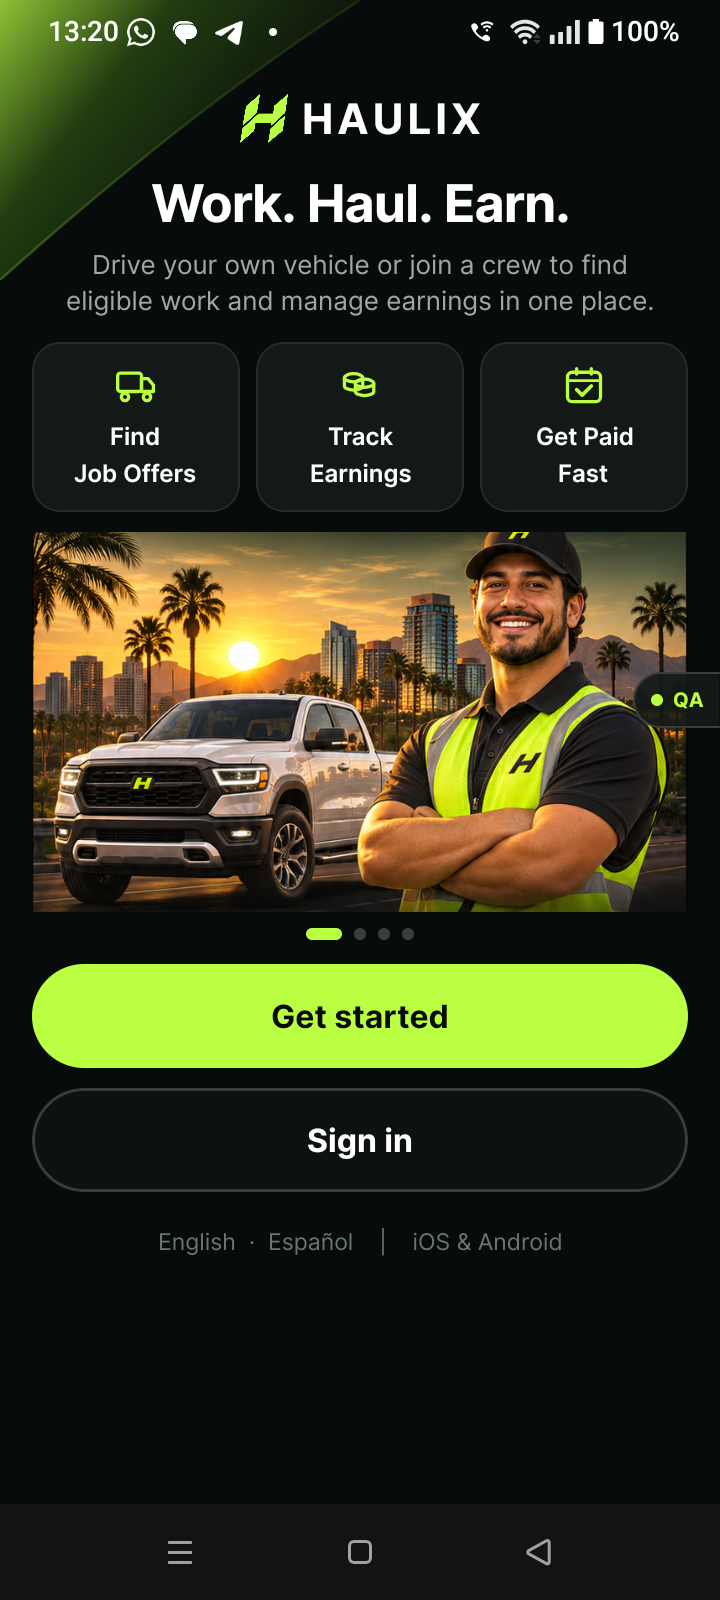 13:20
100%
HAULIX
Work. Haul. Earn.
Drive your own vehicle or join a crew to find
eligible work and manage earnings in one place.
Find
Job Offers
Track
Earnings
Get Paid
Fast
QA
Get started
Sign in
English · Español | iOS & Android